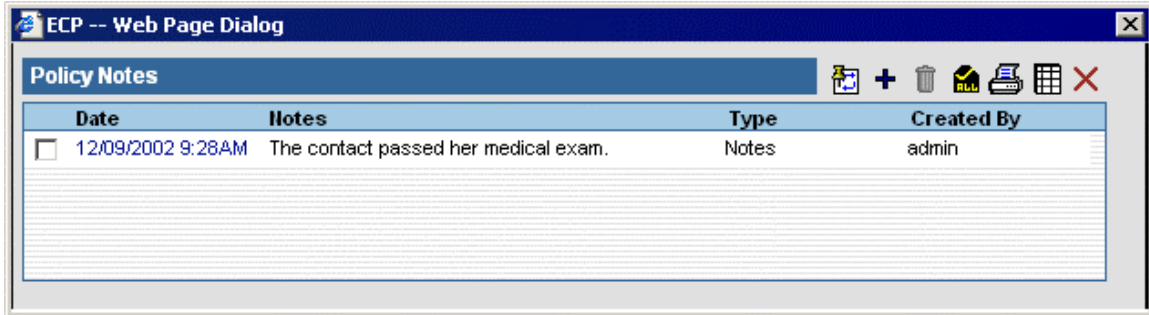 ECP -- Web Page Dialog
Policy Notes
ALL
Date Notes Type Created By
12/09/2002 9:28AM The contact passed her medical exam. Notes admin